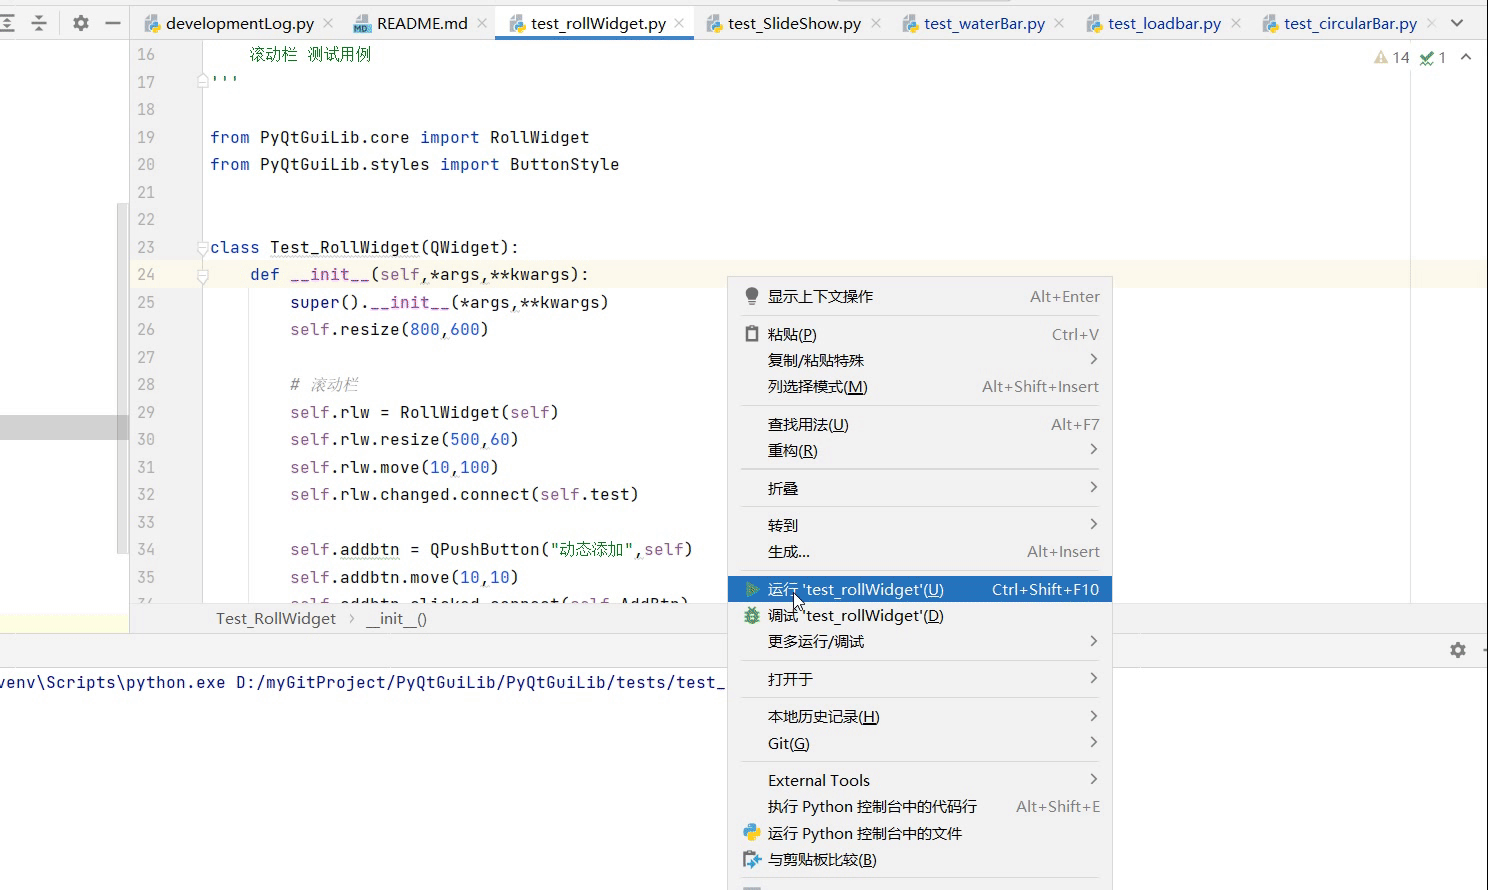 developmentLog.py
README.md
test_rollWidget.py
test_SlideShow.py
test_waterBar.py
test_loadbar.py
test_circularBar.py
14
1
16 滚动栏 测试用例
17 '''
18
19 from PyQtGuiLib.core import RollWidget
20 from PyQtGuiLib.styles import ButtonStyle
21
22
23 class Test_RollWidget(QWidget):
24 def __init__(self,*args,**kwargs):
25 super().__init__(*args,**kwargs)
26 self.resize(800,600)
27
28 # 滚动栏
29 self.rlw = RollWidget(self)
30 self.rlw.resize(500,60)
31 self.rlw.move(10,100)
32 self.rlw.changed.connect(self.test)
33
34 self.addbtn = QPushButton("动态添加",self)
35 self.addbtn.move(10,10)
36 self.addbtn.clicked.connect(self.AddBtn)
Test_RollWidget
__init__()
venv\Scripts\python.exe D:/myGitProject/PyQtGuiLib/PyQtGuiLib/tests/test_
显示上下文操作 Alt+Enter
粘贴(P) Ctrl+V
复制/粘贴特殊
列选择模式(M) Alt+Shift+Insert
查找用法(U) Alt+F7
重构(R)
折叠
转到
生成... Alt+Insert
运行 'test_rollWidget'(U) Ctrl+Shift+F10
调试 'test_rollWidget'(D)
更多运行/调试
打开于
本地历史记录(H)
Git(G)
External Tools
执行 Python 控制台中的代码行 Alt+Shift+E
运行 Python 控制台中的文件
与剪贴板比较(B)